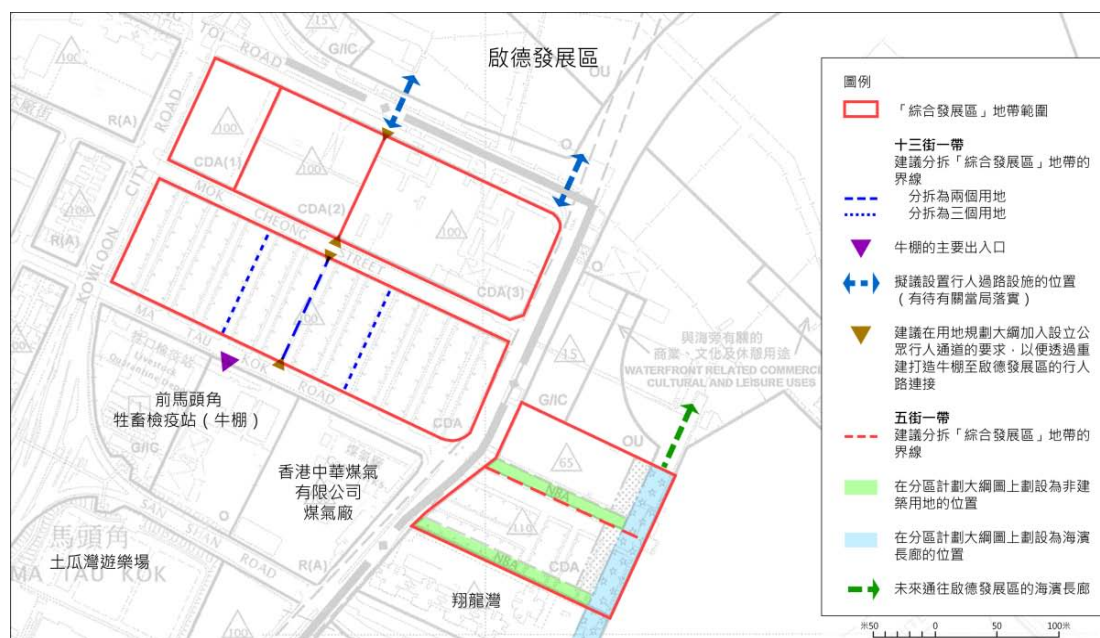 啟德發展區
TOI ROAD
15
G/IC
OU
100
R(A)
CITY
ROAD
100
CDA(1)
100
CDA(2)
100
CDA(3)
MOK CHEONG STREET
100
R(A)
KOWLOON
100
MA TAU KOK ROAD
CDA
O
O
15
G/IC
與海旁有關的
商業、文化及休憩用途
WATERFRONT RELATED COMMERCIAL
CULTURAL AND LEISURE USES
OU
65
NBA
110
CDA
NBA
牲口檢疫站
Livestock
Quarantine Depot
1
G/IC
前馬頭角
牲畜檢疫站（牛棚）
香港中華煤氣
有限公司
煤氣廠
SAN SHAN ROAD
馬頭角
土瓜灣遊樂場
MA TAU KOK
R(A)
100
翔龍灣
圖例
「綜合發展區」地帶範圍
十三街一帶
建議分拆「綜合發展區」地帶的
界線
分拆為兩個用地
分拆為三個用地
牛棚的主要出入口
擬議設置行人過路設施的位置
（有待有關當局落實）
建議在用地規劃大綱加入設立公
眾行人通道的要求，以便透過重
建打造牛棚至啟德發展區的行人
路連接
五街一帶
建議分拆「綜合發展區」地帶的
界線
在分區計劃大綱圖上劃設為非建
築用地的位置
在分區計劃大綱圖上劃設為海濱
長廊的位置
未來通往啟德發展區的海濱長廊
米50 0 50 100米